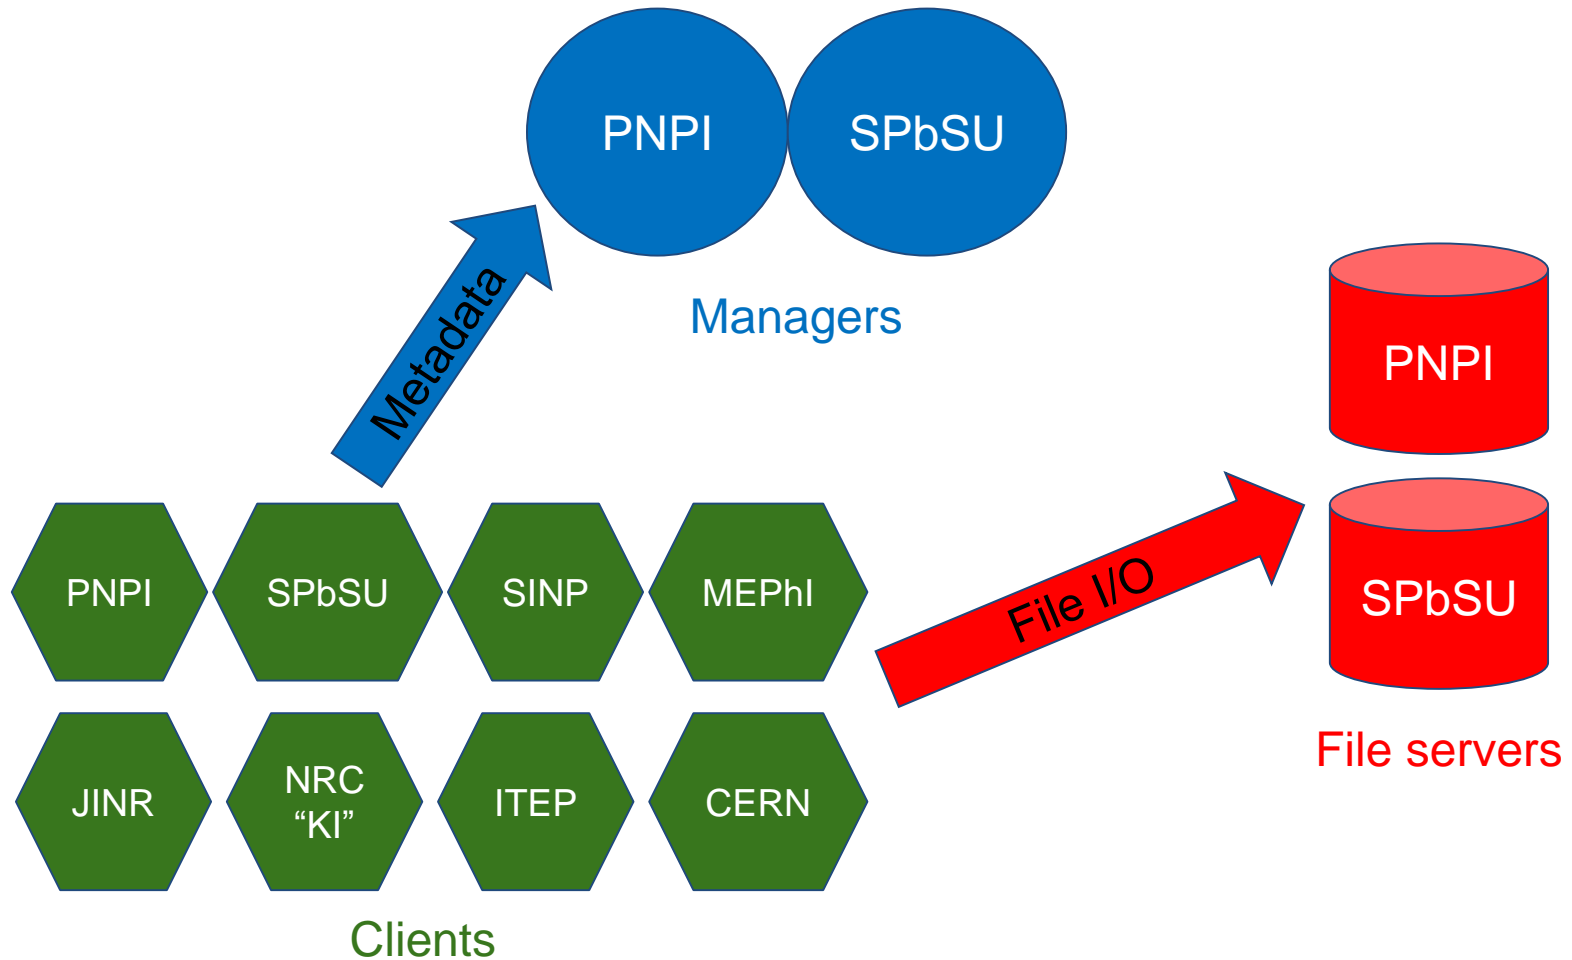 PNPI
SPbSU
Managers
Metadata
PNPI
SPbSU
File servers
File I/O
PNPI
SPbSU
SINP
MEPhI
JINR
NRC
“KI”
ITEP
CERN
Clients